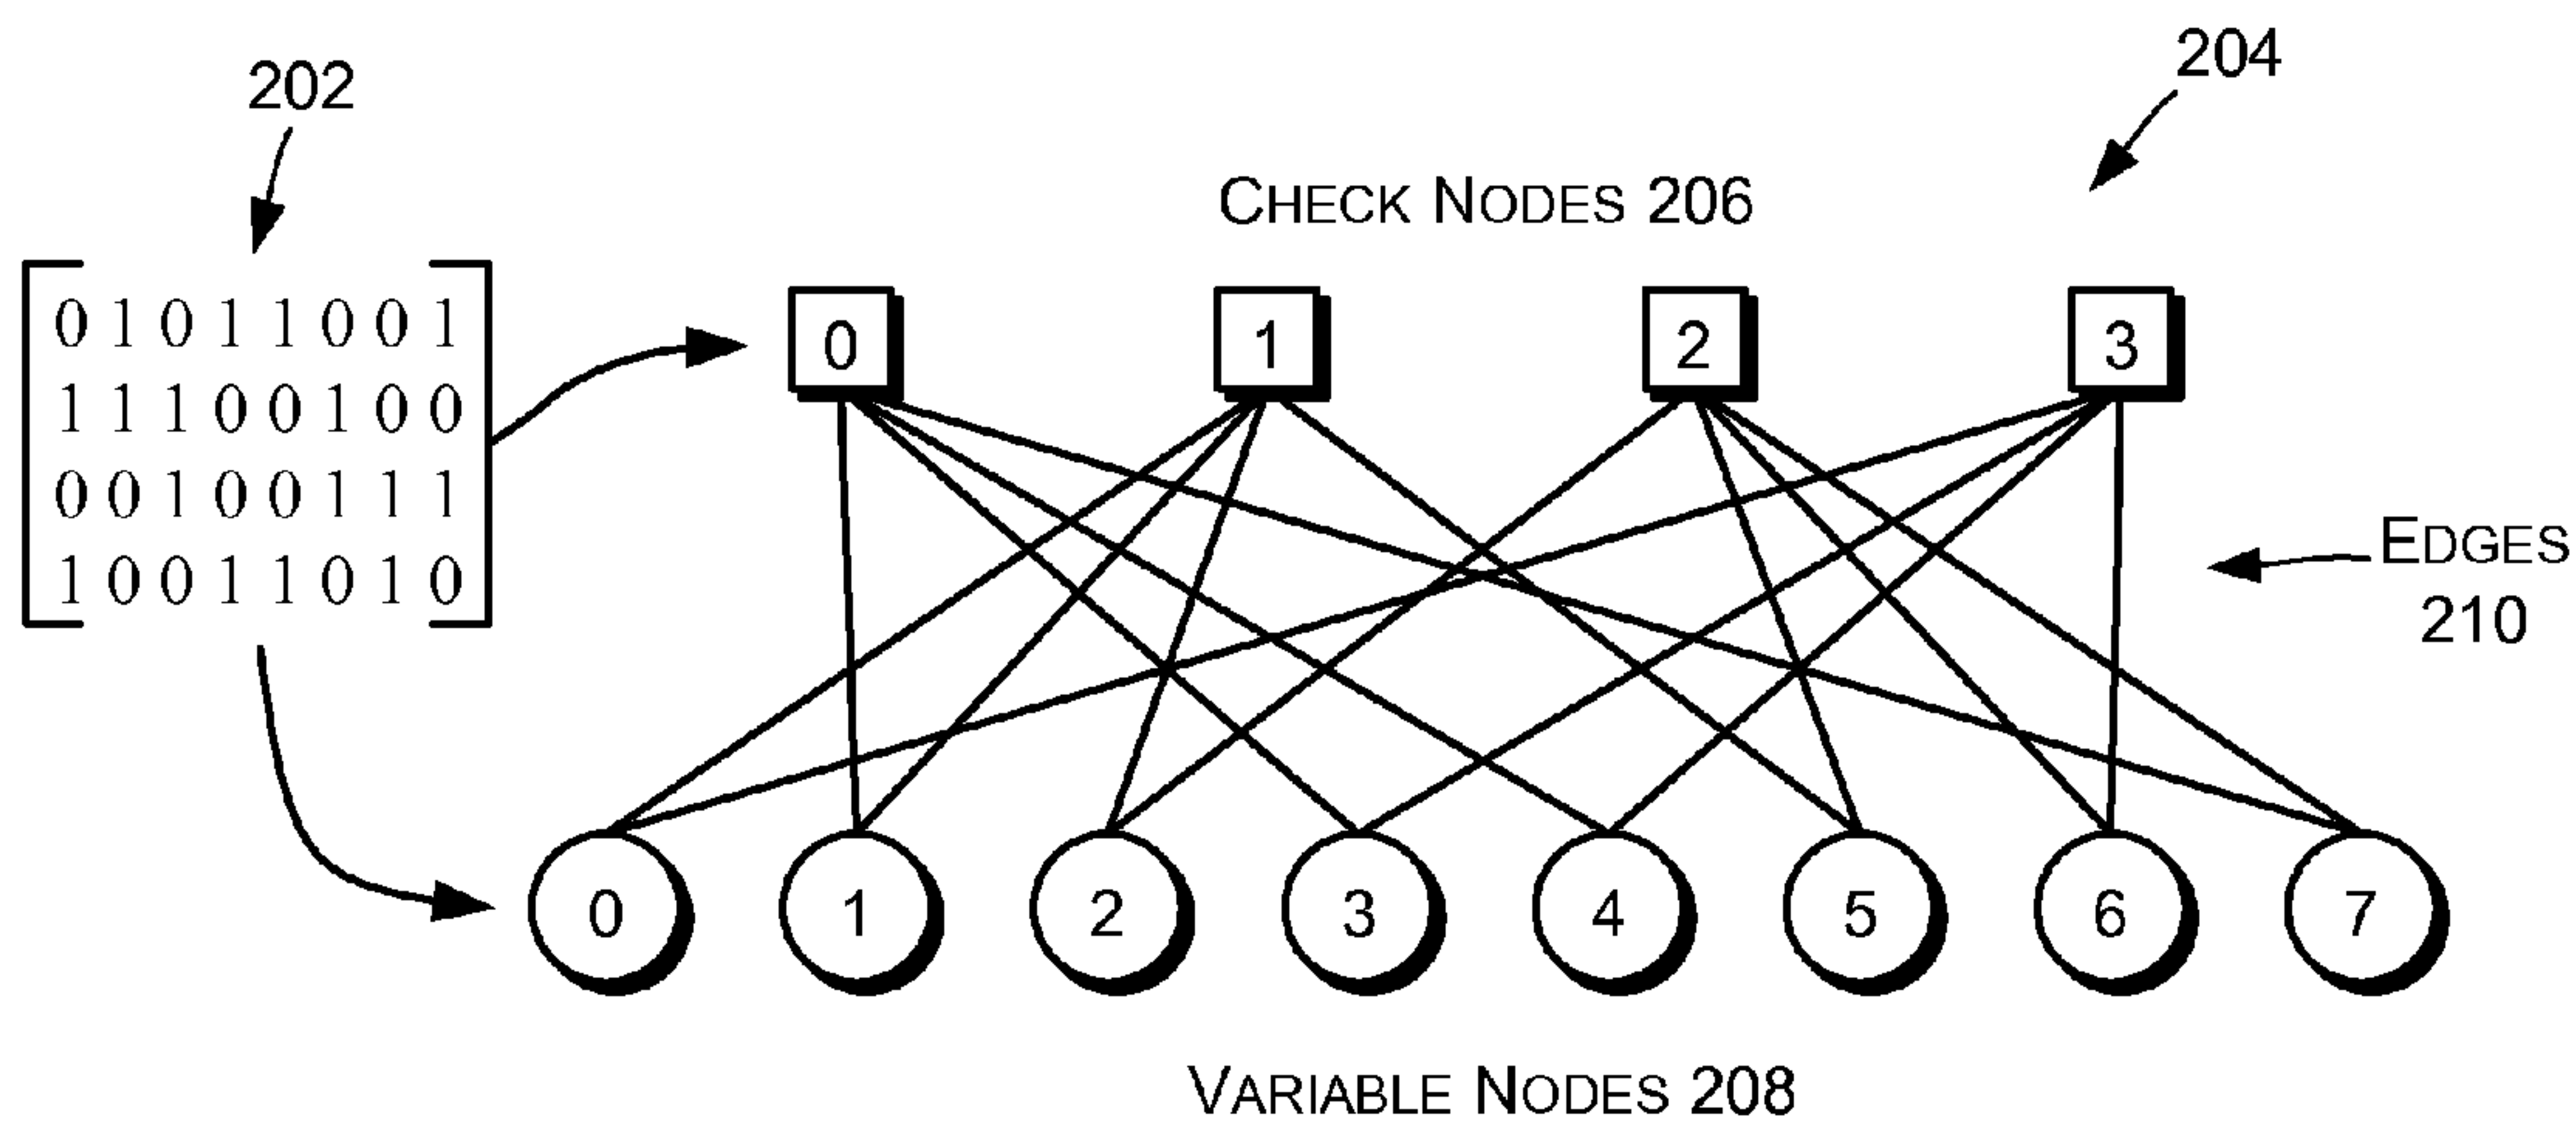 202
204
CHECK NODES 206
0 1 0 1 1 0 0 1
1 1 1 0 0 1 0 0
0 0 1 0 0 1 1 1
1 0 0 1 1 0 1 0
0 1 2 3
EDGES
210
0 1 2 3 4 5 6 7
VARIABLE NODES 208